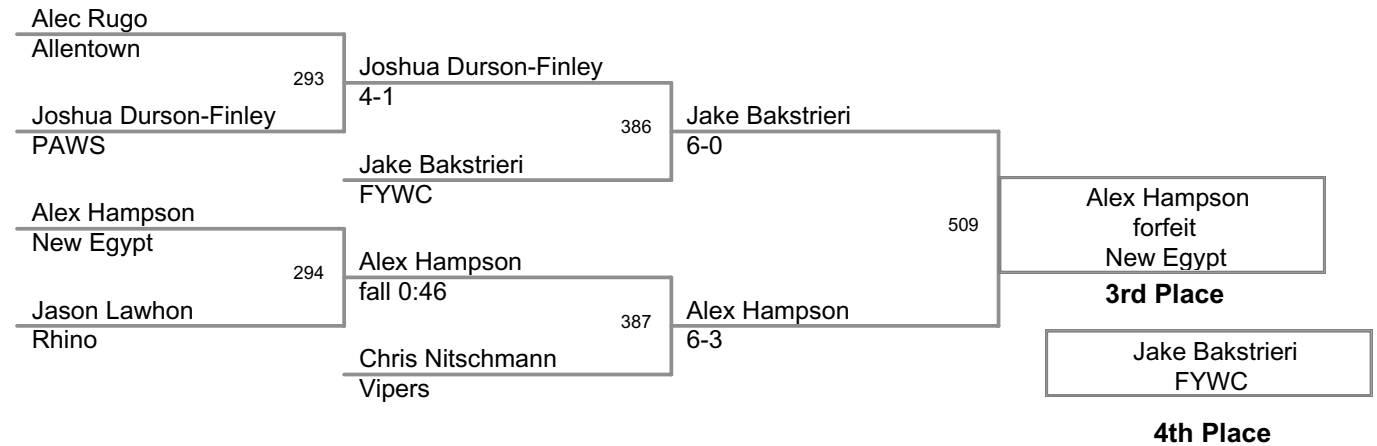 Alec Rugo
Allentown
293
Joshua Durson-Finley
4-1
Joshua Durson-Finley
PAWS
386
Jake Bakstrieri
6-0
Jake Bakstrieri
FYWC
Alex Hampson
New Egypt
294
Alex Hampson
fall 0:46
Jason Lawhon
Rhino
387
Alex Hampson
6-3
Chris Nitschmann
Vipers
509
Alex Hampson
forfeit
New Egypt
3rd Place
Jake Bakstrieri
FYWC
4th Place